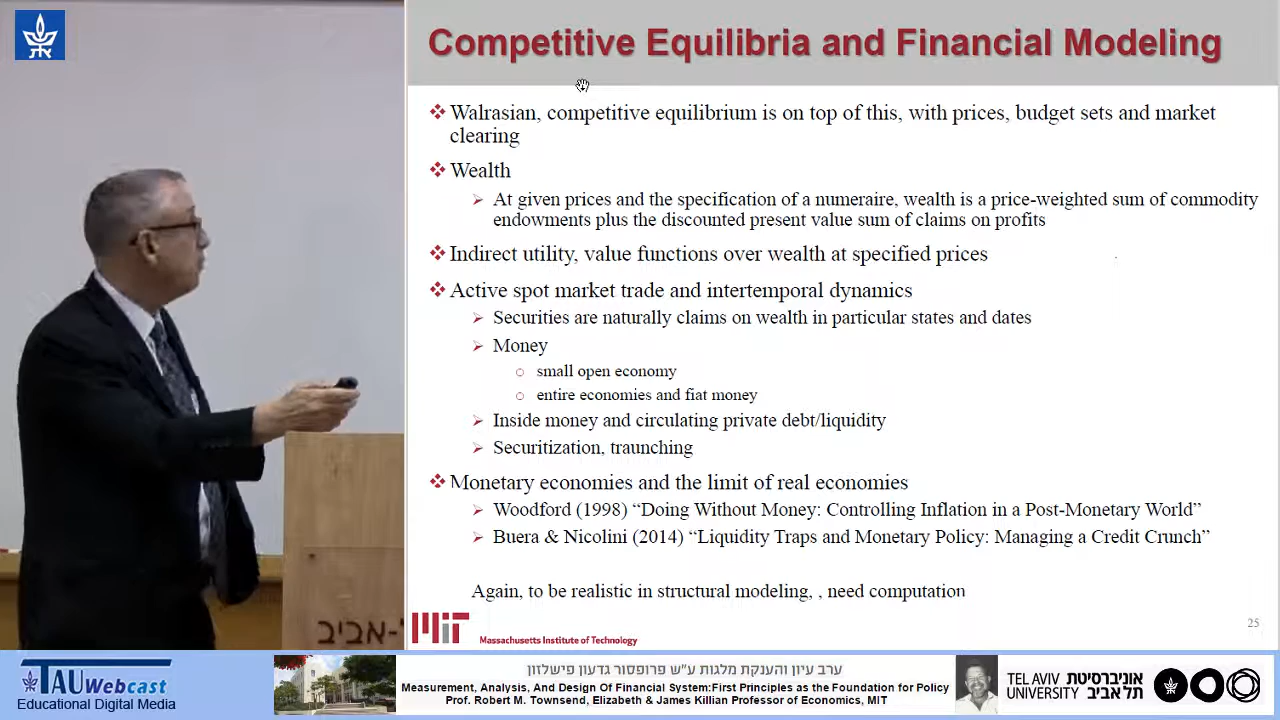 Competitive Equilibria and Financial Modeling
Walrasian, competitive equilibrium is on top of this, with prices, budget sets and market
clearing
Wealth
At given prices and the specification of a numeraire, wealth is a price-weighted sum of commodity
endowments plus the discounted present value sum of claims on profits
Indirect utility, value functions over wealth at specified prices
Active spot market trade and intertemporal dynamics
Securities are naturally claims on wealth in particular states and dates
Money
small open economy
entire economies and fiat money
Inside money and circulating private debt/liquidity
Securitization, traunching
Monetary economies and the limit of real economies
Woodford (1998) “Doing Without Money: Controlling Inflation in a Post-Monetary World”
Buera & Nicolini (2014) “Liquidity Traps and Monetary Policy: Managing a Credit Crunch”
Again, to be realistic in structural modeling, , need computation
25
MIT
Massachusetts Institute of Technology
ל-אביב
TAU Webcast
Educational Digital Media
ערב עיון והענקת מלגות ע"ש פרופסור גדעון פישלזון
Measurement, Analysis, And Design Of Financial System:First Principles as the Foundation for Policy
Prof. Robert M. Townsend, Elizabeth & James Killian Professor of Economics, MIT
TEL AVIV אוניברסיטת
UNIVERSITY תל אביב